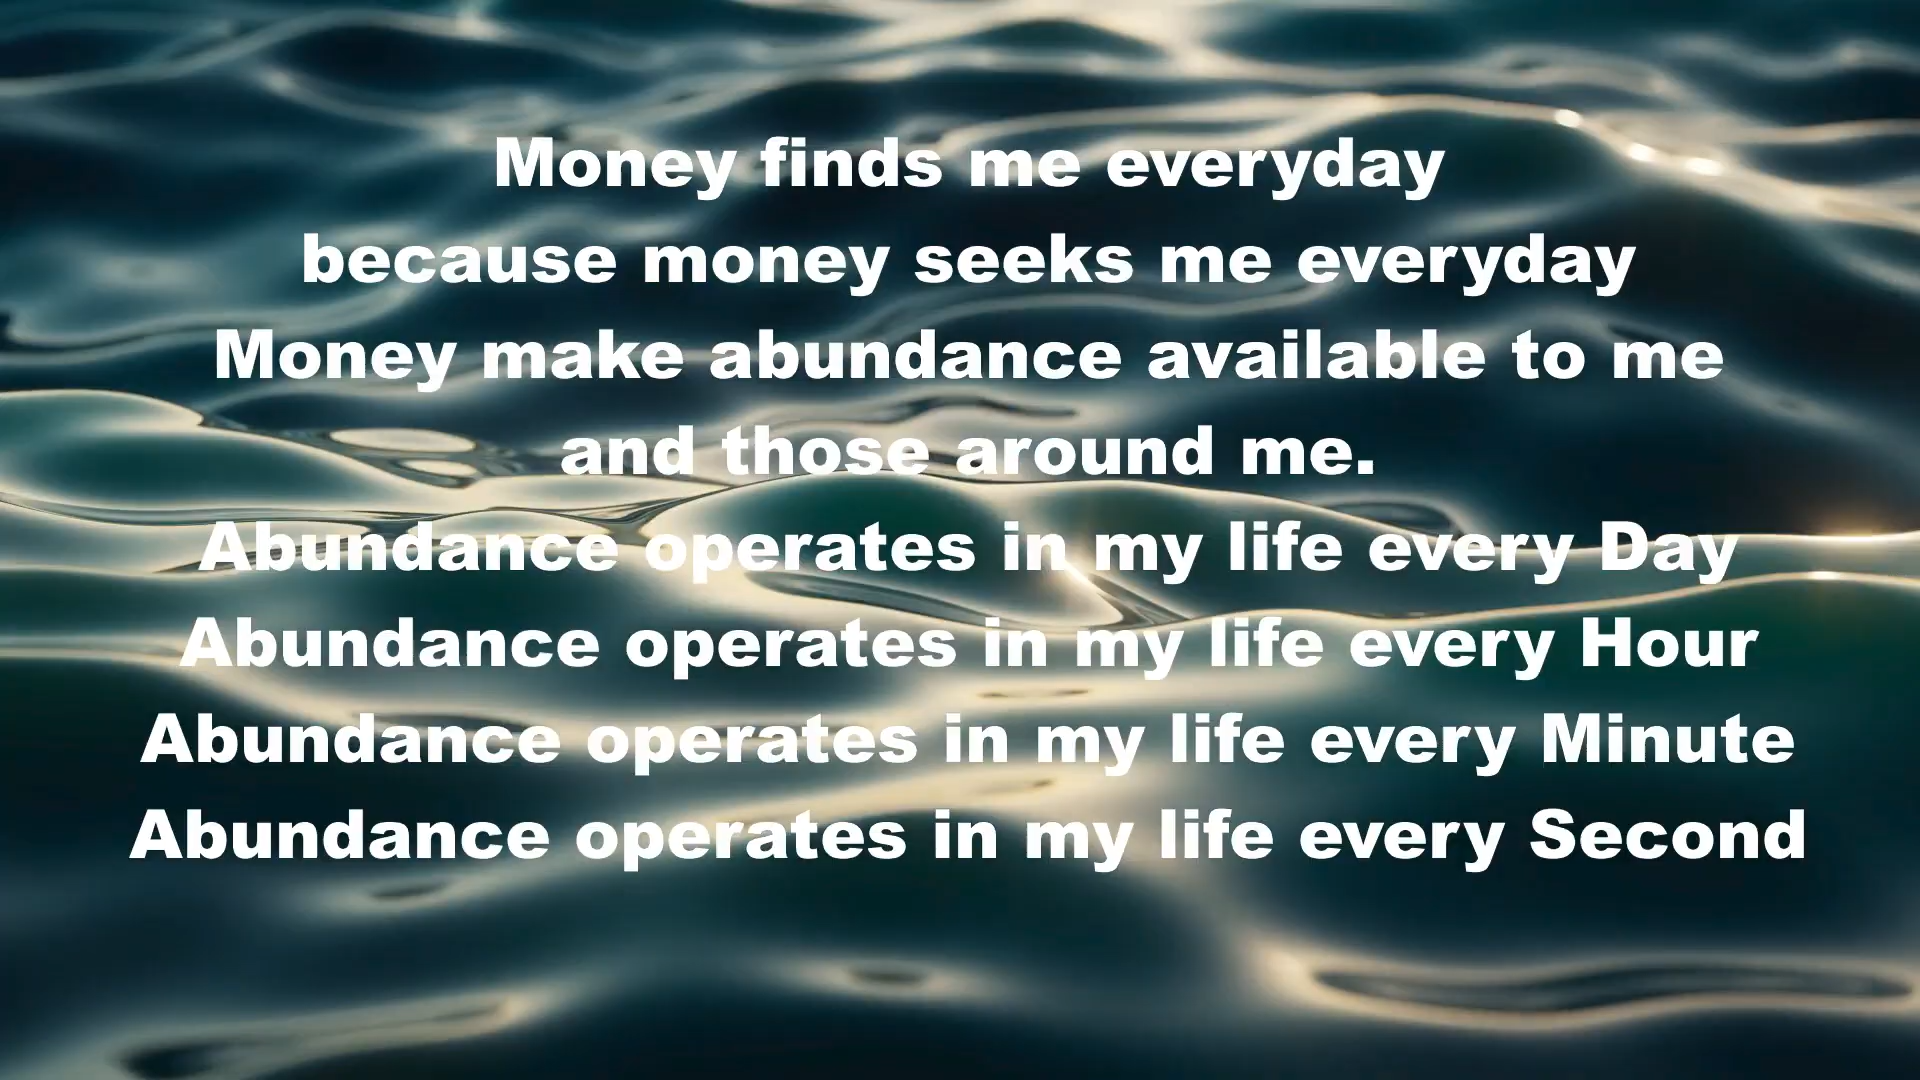 Money finds me everyday
because money seeks me everyday
Money make abundance available to me
and those around me.
Abundance operates in my life every Day
Abundance operates in my life every Hour
Abundance operates in my life every Minute
Abundance operates in my life every Second